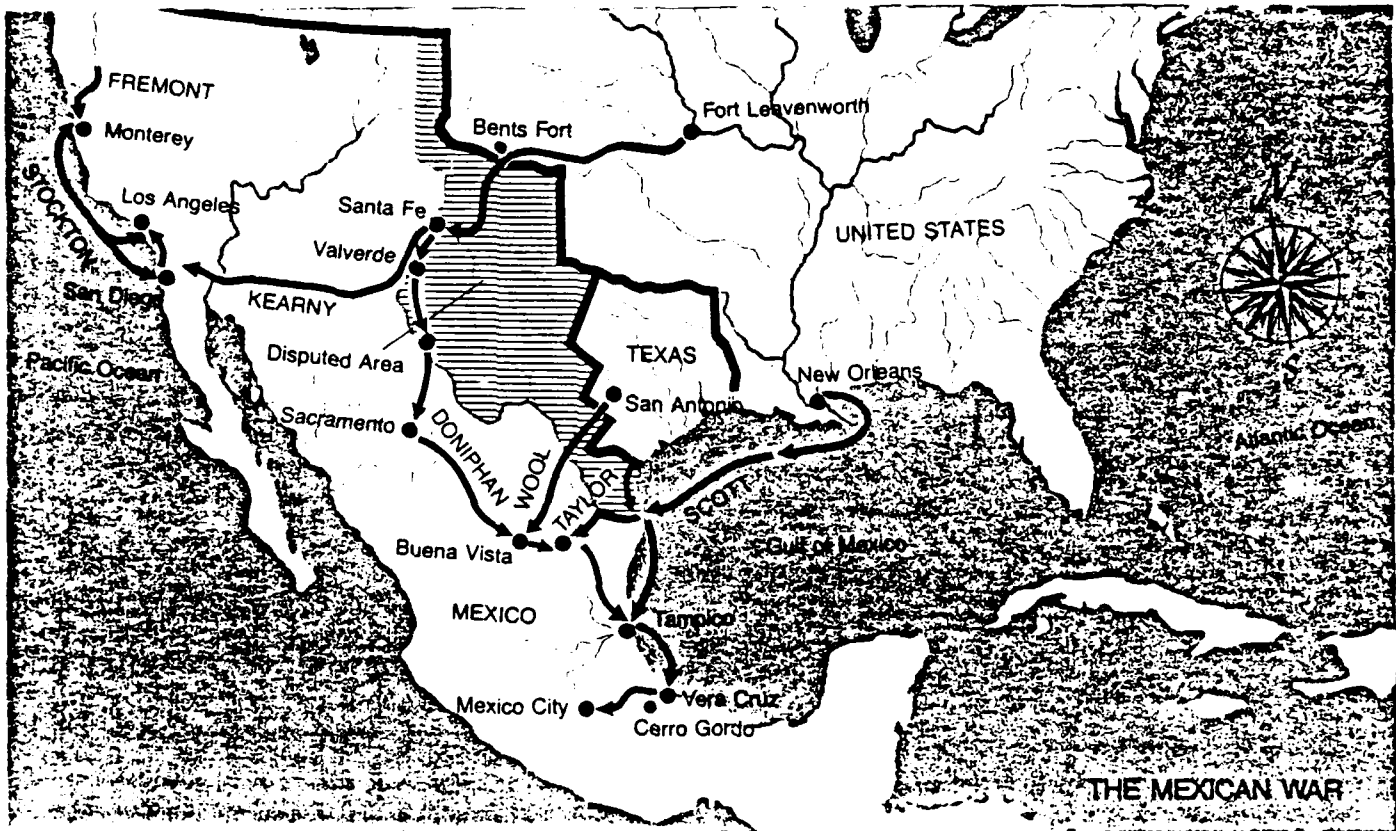 FREMONT
Monterey
Bents Fort
Fort Leavenworth
STOCKTON
Los Angeles
Santa Fe
Valverde
UNITED STATES
San Diego
KEARNY
Disputed Area
TEXAS
Pacific Ocean
New Orleans
San Antonio
Sacramento
DONIPHAN
WOOL
TAYLOR
SCOTT
Atlantic Ocean
Buena Vista
Gulf of Mexico
MEXICO
Tampico
Mexico City
Vera Cruz
Cerro Gordo
S
THE MEXICAN WAR